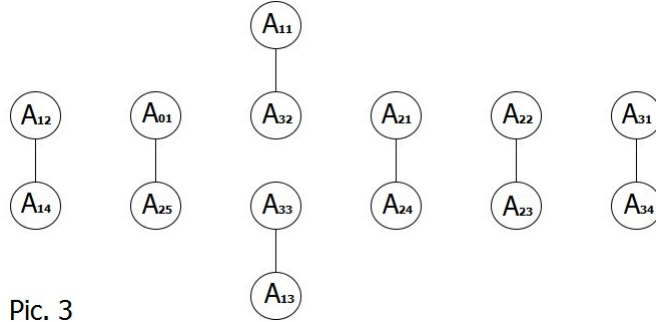 A₁₁
A₁₂ A₀₁ A₃₂ A₂₁ A₂₂ A₃₁
A₁₄ A₂₅ A₃₃ A₂₄ A₂₃ A₃₄
A₁₃
Pic. 3